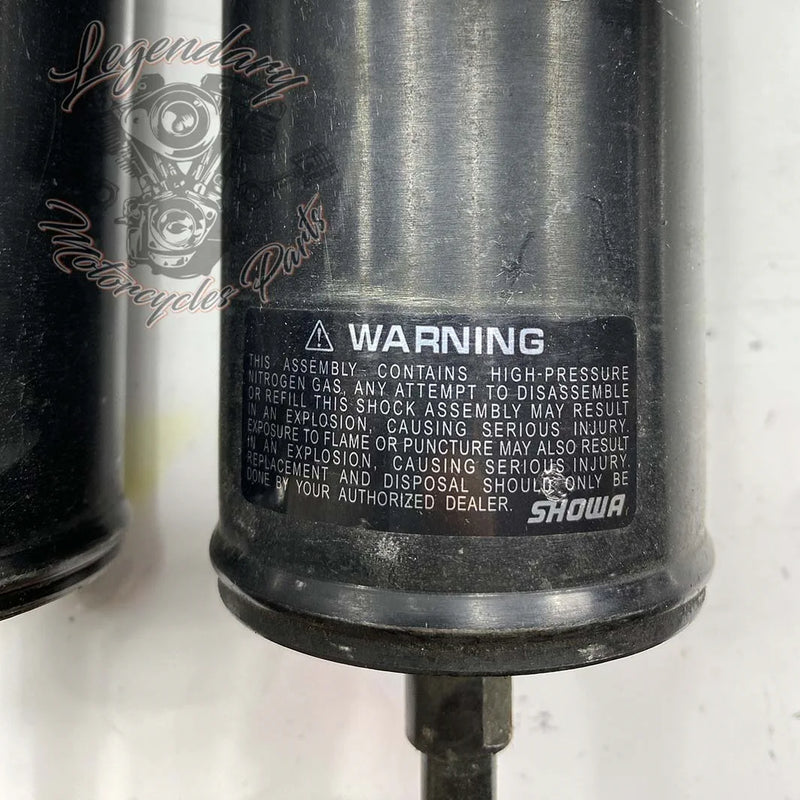 Legendary
Motorcycles Parts
⚠ WARNING
THIS ASSEMBLY CONTAINS HIGH-PRESSURE
NITROGEN GAS, ANY ATTEMPT TO DISASSEMBLE
OR REFILL THIS SHOCK ASSEMBLY MAY RESULT
IN AN EXPLOSION, CAUSING SERIOUS INJURY.
EXPOSURE TO FLAME OR PUNCTURE MAY ALSO RESULT
IN AN EXPLOSION, CAUSING SERIOUS INJURY.
REPLACEMENT AND DISPOSAL SHOULD ONLY BE
DONE BY YOUR AUTHORIZED DEALER.
SHOWA